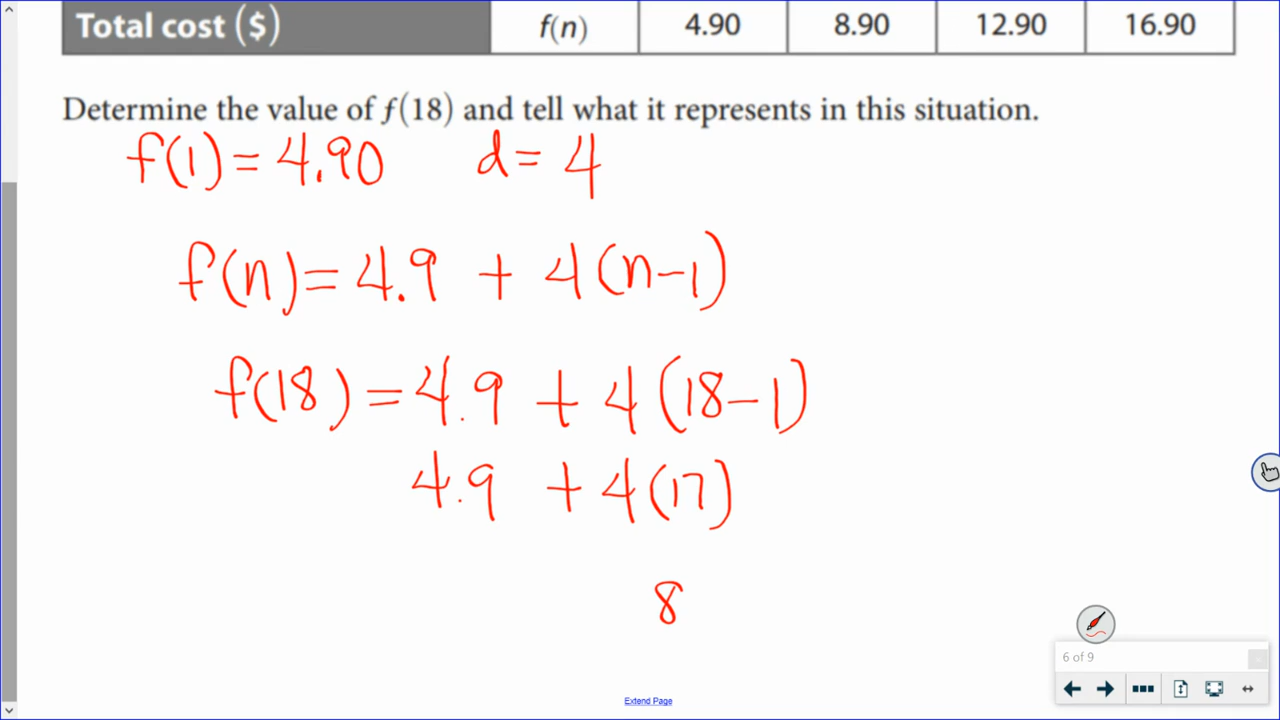 Total cost ($) f(n) 4.90 8.90 12.90 16.90
Determine the value of f(18) and tell what it represents in this situation.
f(1) = 4.90 d = 4
f(n) = 4.9 + 4(n-1)
f(18) = 4.9 + 4(18-1)
4.9 + 4(17)
8
6 of 9
Extend Page